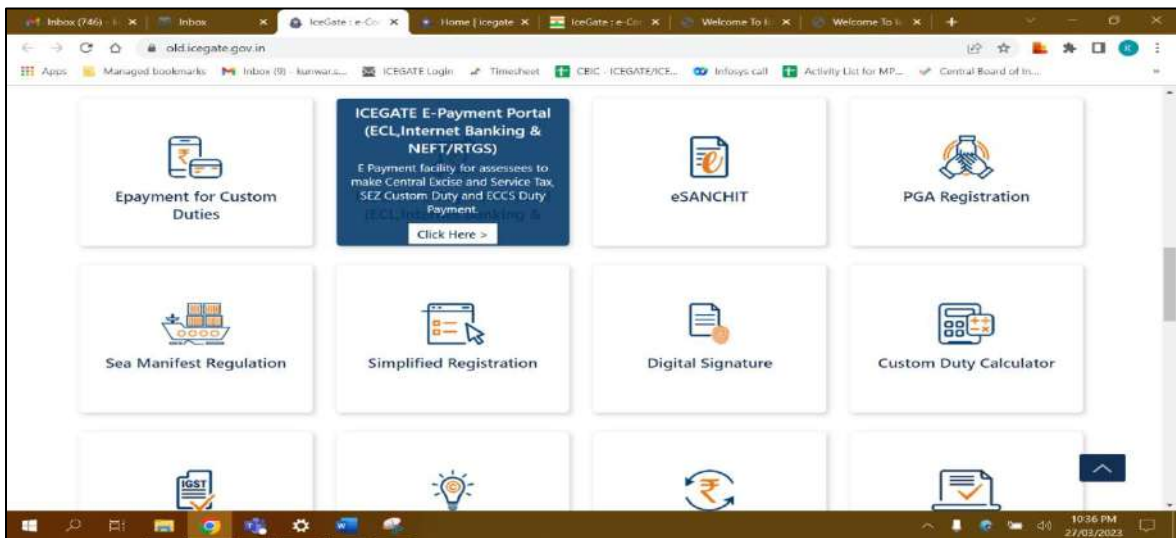 Inbox (746)
Inbox
IceGate : e-Co
Home | icegate
IceGate : e-Co
Welcome To
Welcome To
old.icegate.gov.in
Apps
Managed bookmarks
Inbox (9) - kunwar.s...
ICEGATE Login
Timesheet
CBIC - ICEGATE/ICE...
Infosys call
Activity List for MP...
Central Board of In...
Epayment for Custom
Duties
ICEGATE E-Payment Portal
(ECL,Internet Banking &
NEFT/RTGS)
E Payment facility for assessees to
make Central Excise and Service Tax,
SEZ Custom Duty and ECCS Duty
Payment.
Click Here >
eSANCHIT
PGA Registration
Sea Manifest Regulation
Simplified Registration
Digital Signature
Custom Duty Calculator
IGST
10:36 PM
27/03/2023